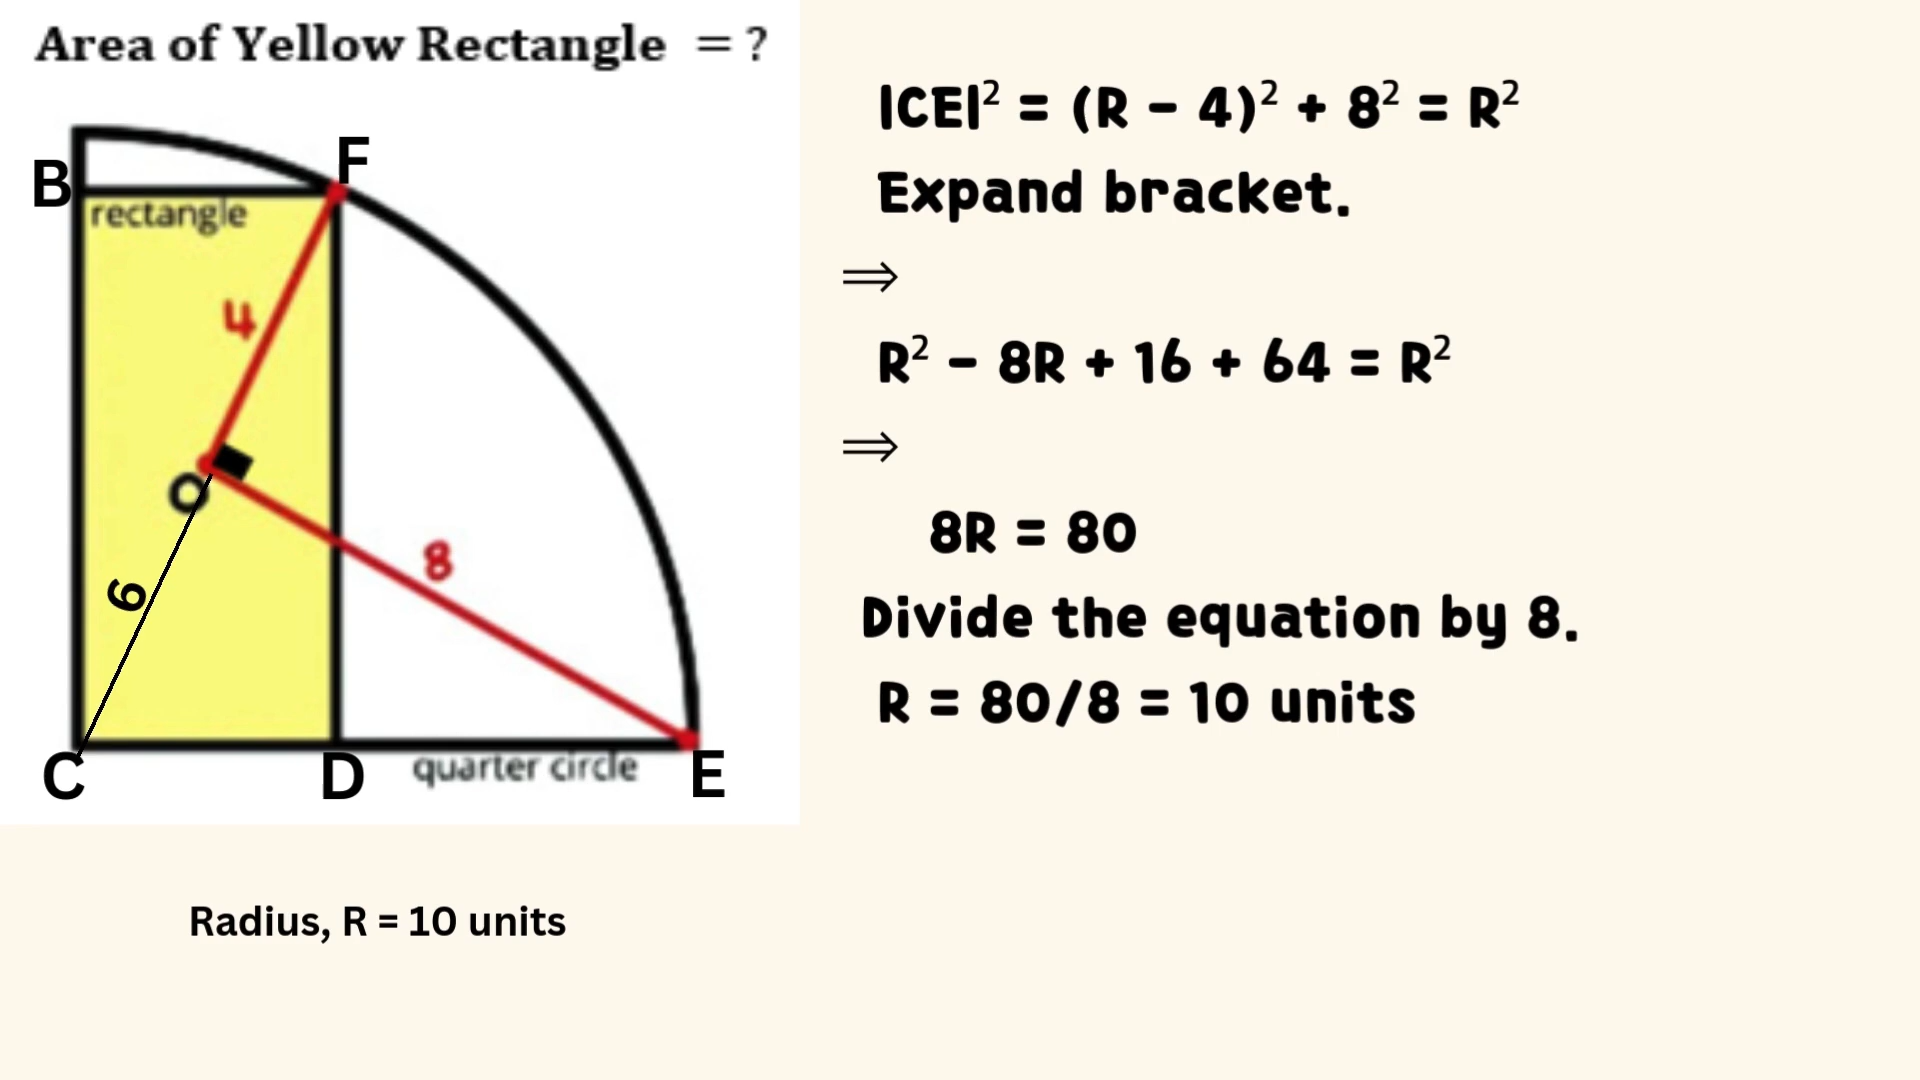 Area of Yellow Rectangle = ?
B
F
rectangle
4
O
8
6
C
D
quarter circle
E
Radius, R = 10 units
|CE|² = (R - 4)² + 8² = R²
Expand bracket.
⟹
R² - 8R + 16 + 64 = R²
⟹
8R = 80
Divide the equation by 8.
R = 80/8 = 10 units